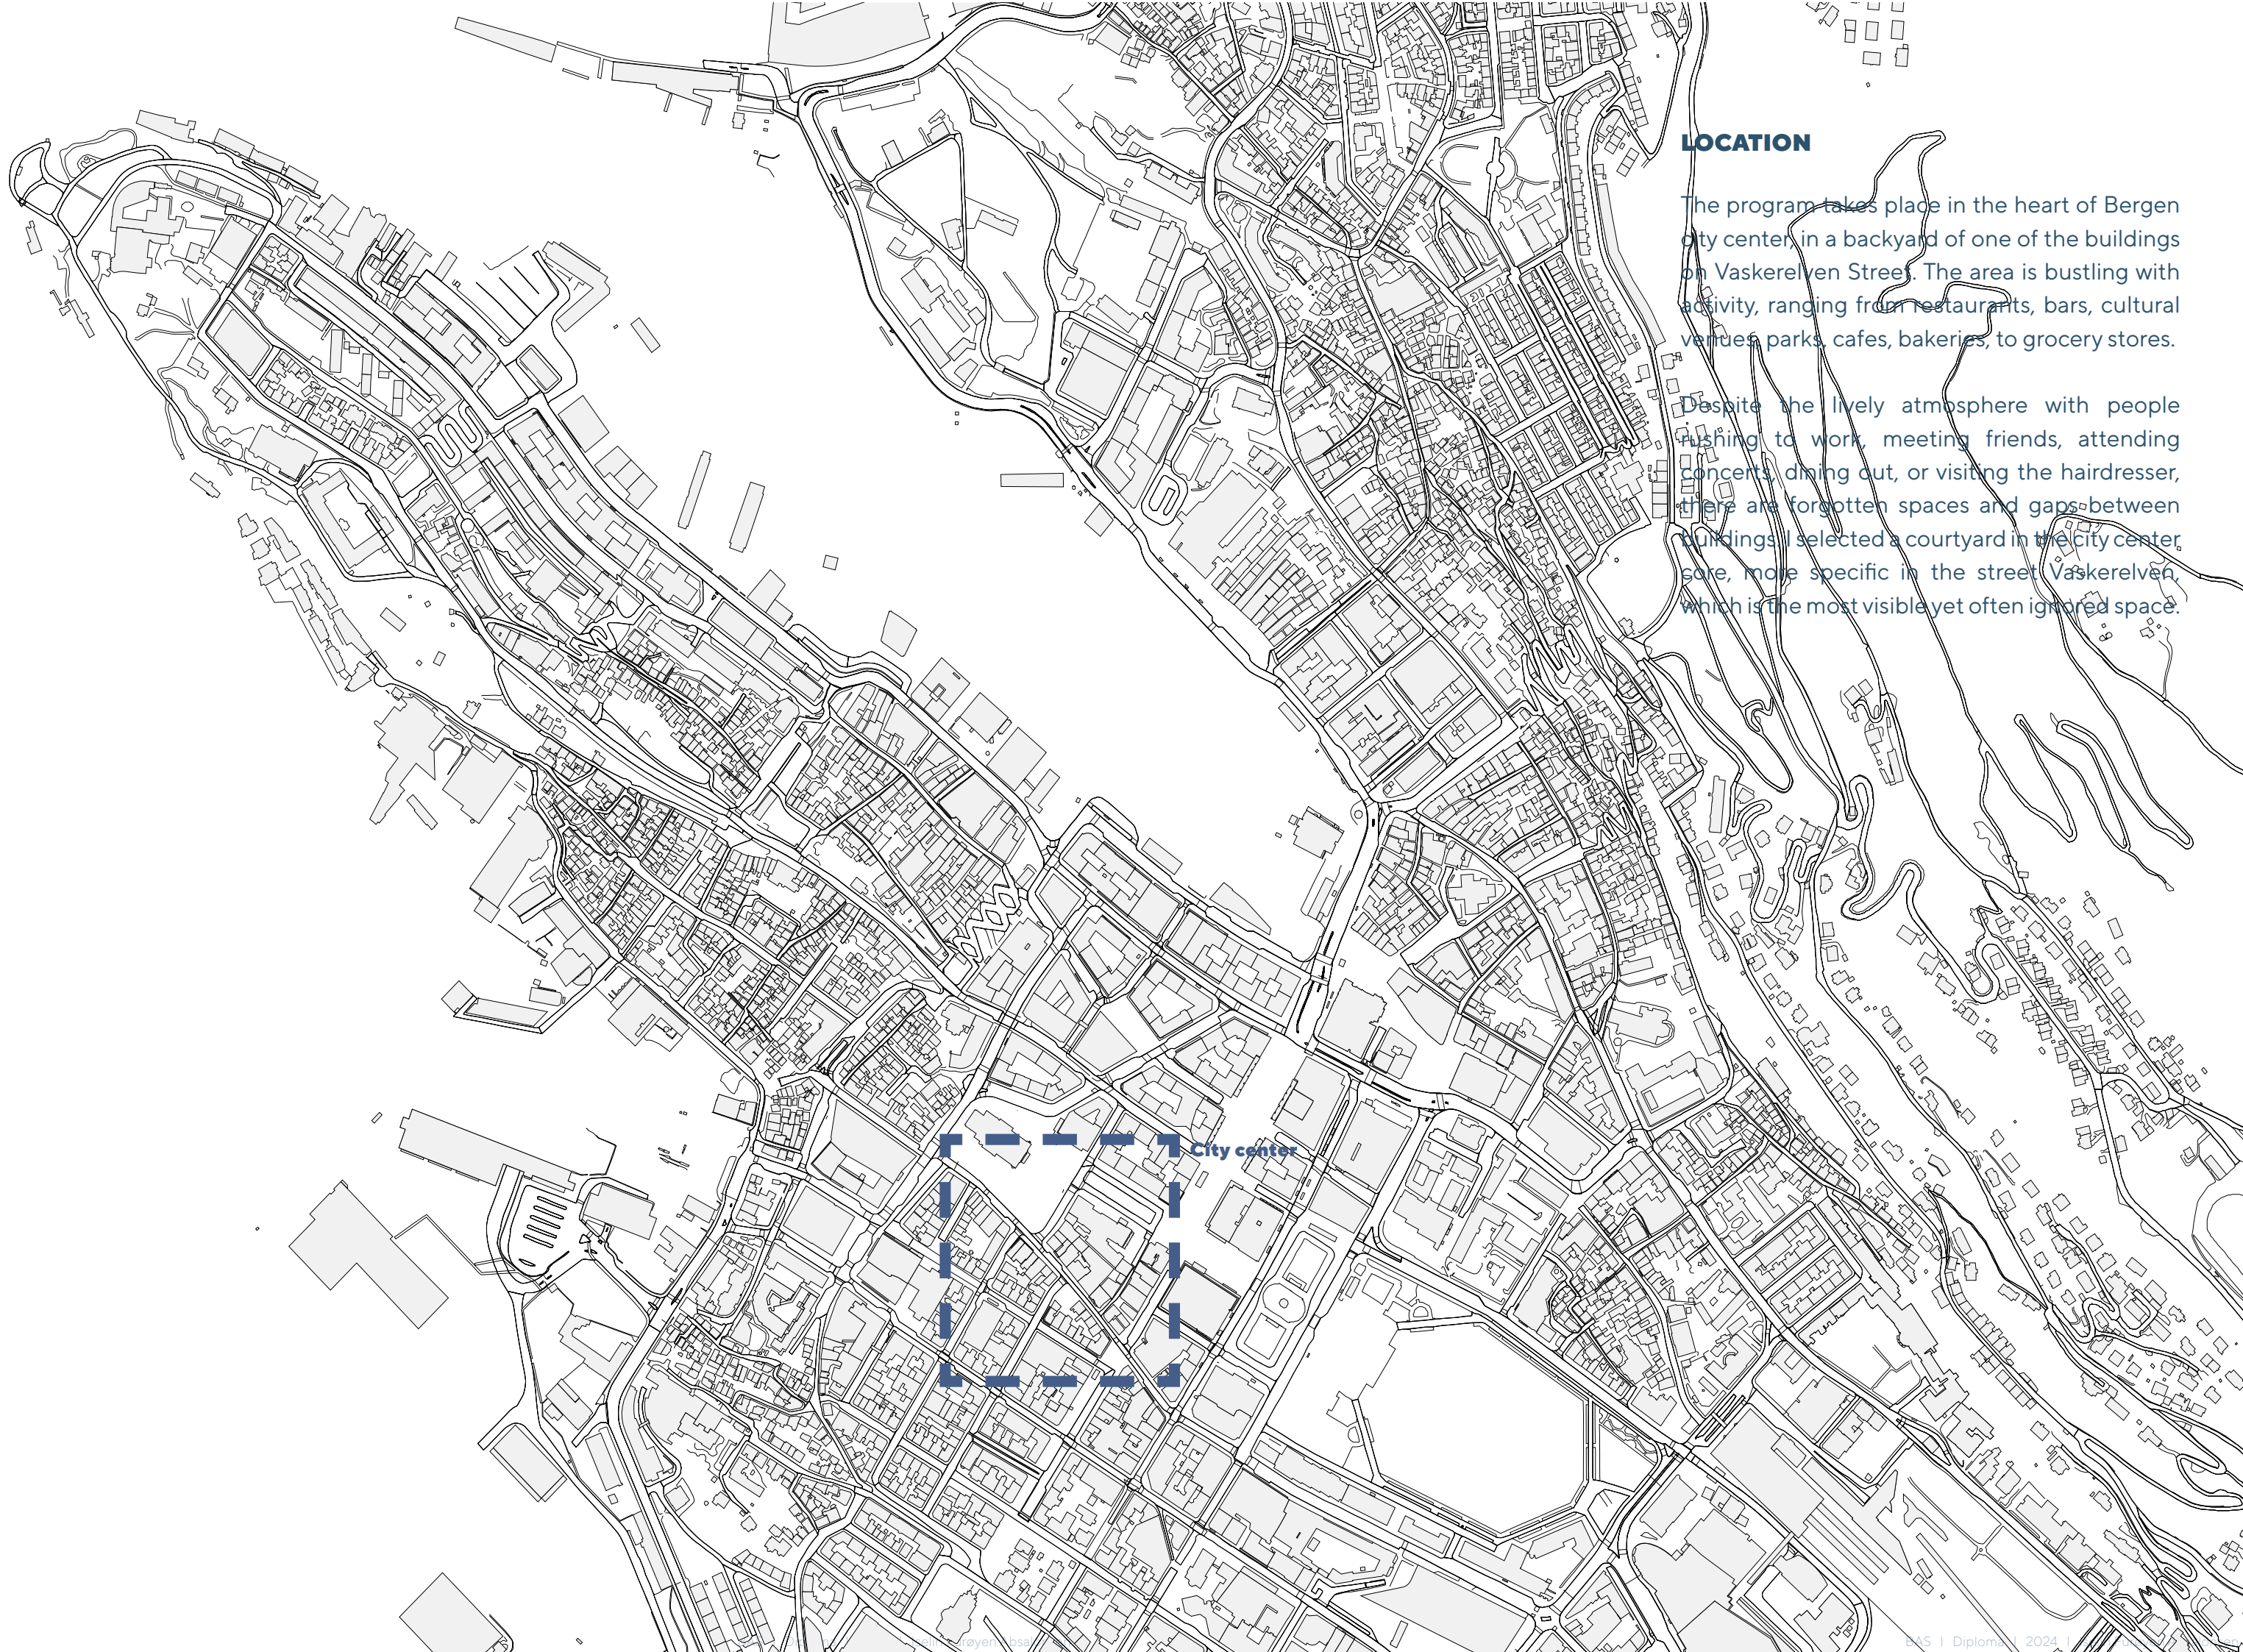 LOCATION
The program takes place in the heart of Bergen
city center, in a backyard of one of the buildings
on Vaskerelven Street. The area is bustling with
activity, ranging from restaurants, bars, cultural
venues, parks, cafes, bakeries, to grocery stores.
Despite the lively atmosphere with people
rushing to work, meeting friends, attending
concerts, dining out, or visiting the hairdresser,
there are forgotten spaces and gaps between
buildings. I selected a courtyard in the city center
core, more specific in the street Vaskerelven,
which is the most visible yet often ignored space.
City center
BAS | Diploma | 2024 |